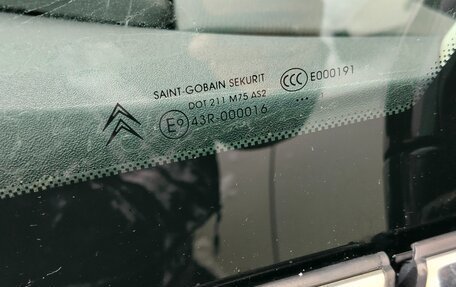 SAINT-GOBAIN SEKURIT
DOT 211 M75 AS2
E9 43R-000016
CCC E000191
...